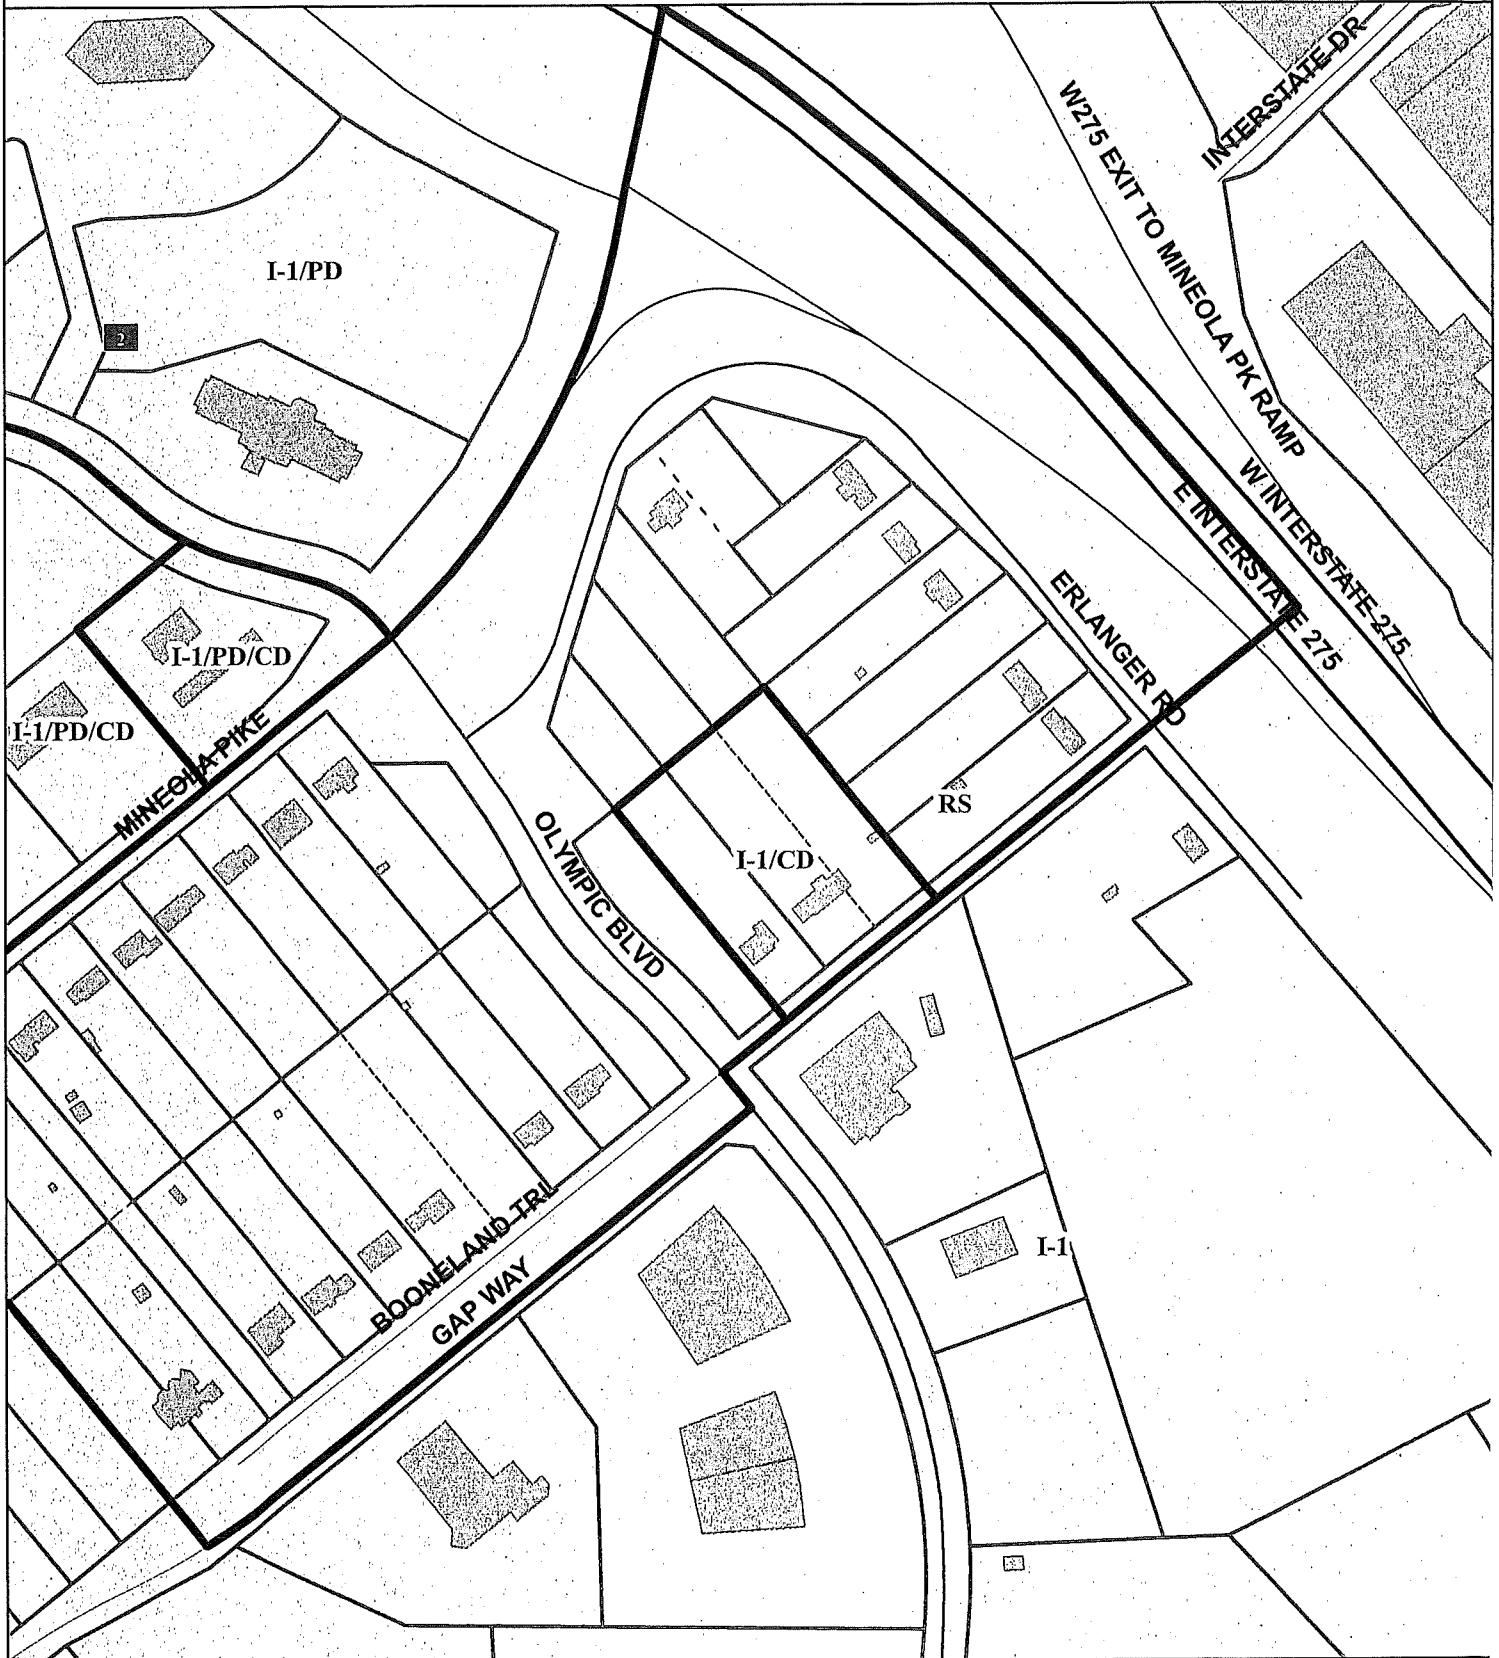 INTERSTATE DR
W275 EXIT TO MINEOLA PK RAMP
I-1/PD
2
W INTERSTATE 275
E INTERSTATE 275
ERLANGER RD
I-1/PD/CD
I-1/PD/CD
MINEOLA PIKE
RS
OLYMPIC BLVD
I-1/CD
I-1
BOONELAND TRL
GAP WAY